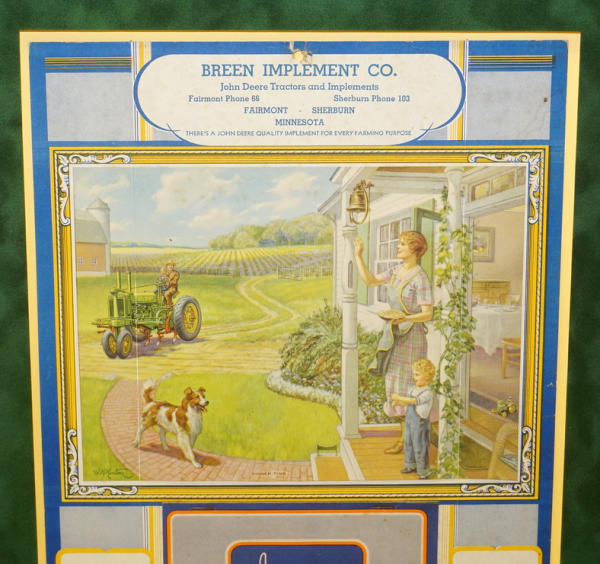 BREEN IMPLEMENT CO.
John Deere Tractors and Implements
Fairmont Phone 66 Sherburn Phone 103
FAIRMONT - SHERBURN
MINNESOTA
THERE'S A JOHN DEERE QUALITY IMPLEMENT FOR EVERY FARMING PURPOSE